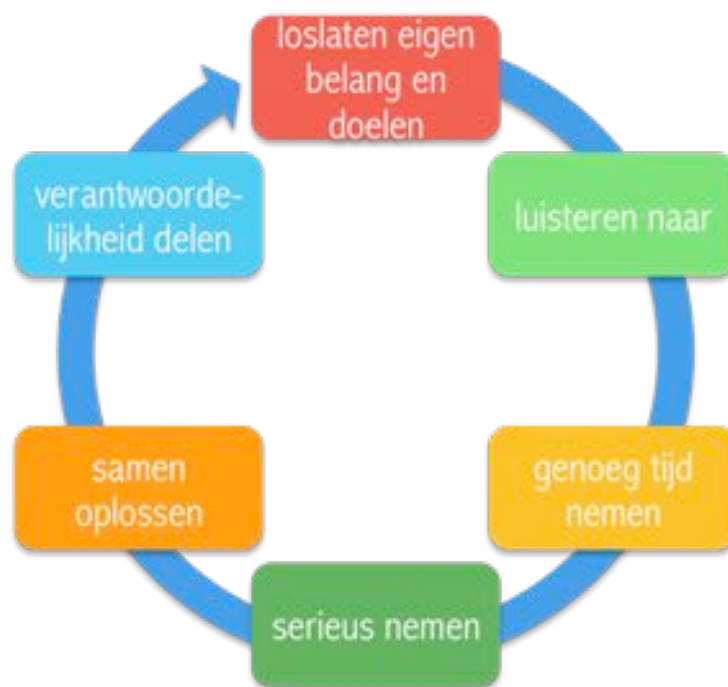 loslaten eigen
belang en
doelen
luisteren naar
genoeg tijd
nemen
serieus nemen
samen
oplossen
verantwoorde-
lijkheid delen